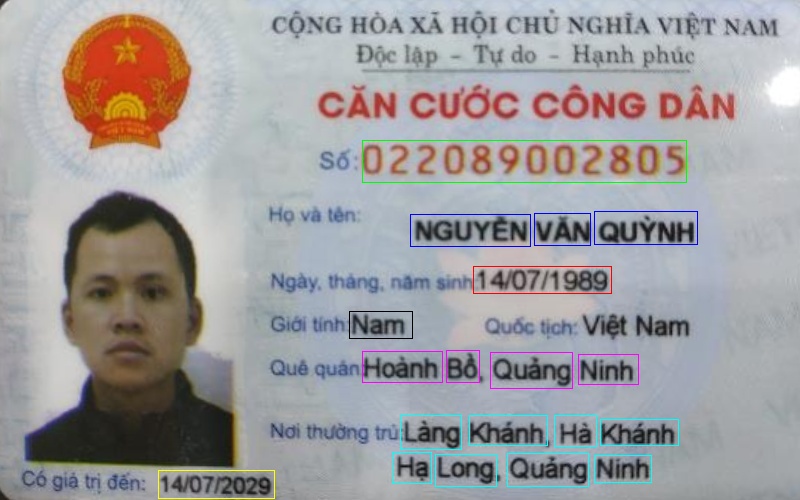 CỘNG HÒA XÃ HỘI CHỦ NGHĨA VIỆT NAM
Độc lập - Tự do - Hạnh phúc
CĂN CƯỚC CÔNG DÂN
Số: 022089002805
Họ và tên: NGUYỄN VĂN QUỲNH
Ngày, tháng, năm sinh: 14/07/1989
Giới tính: Nam Quốc tịch: Việt Nam
Quê quán: Hoành Bồ, Quảng Ninh
Nơi thường trú: Làng Khánh, Hà Khánh
Hạ Long, Quảng Ninh
Có giá trị đến: 14/07/2029